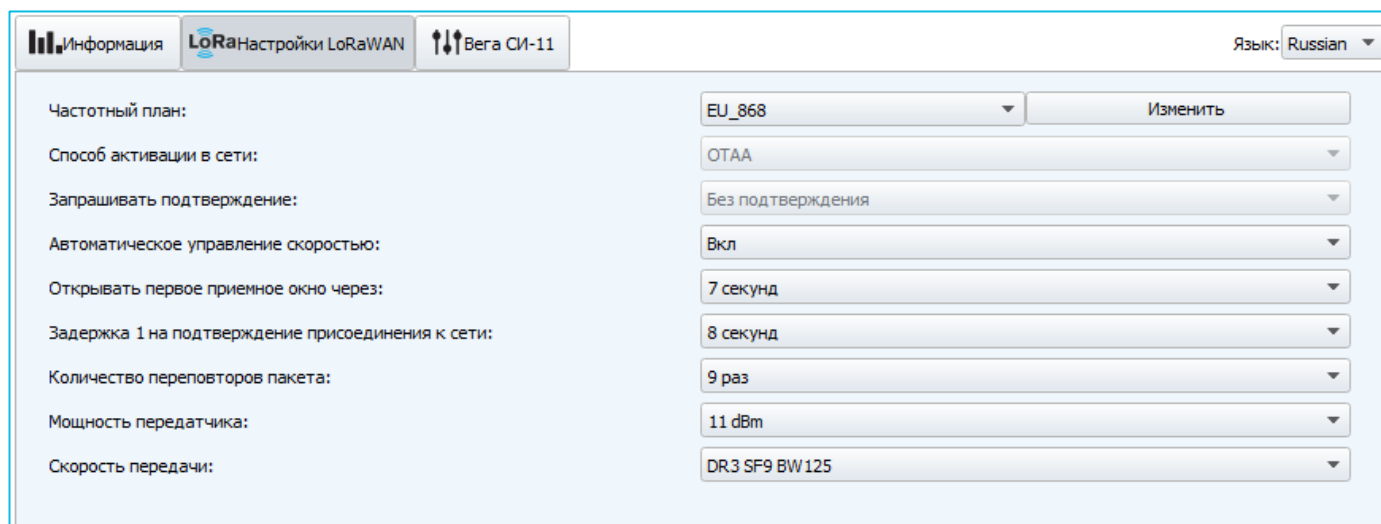 Информация LoRa Настройки LoRaWAN Вега СИ-11 Язык: Russian
Частотный план: EU_868 Изменить
Способ активации в сети: OTAA
Запрашивать подтверждение: Без подтверждения
Автоматическое управление скоростью: Вкл
Открывать первое приемное окно через: 7 секунд
Задержка 1 на подтверждение присоединения к сети: 8 секунд
Количество переповторов пакета: 9 раз
Мощность передатчика: 11 dBm
Скорость передачи: DR3 SF9 BW125